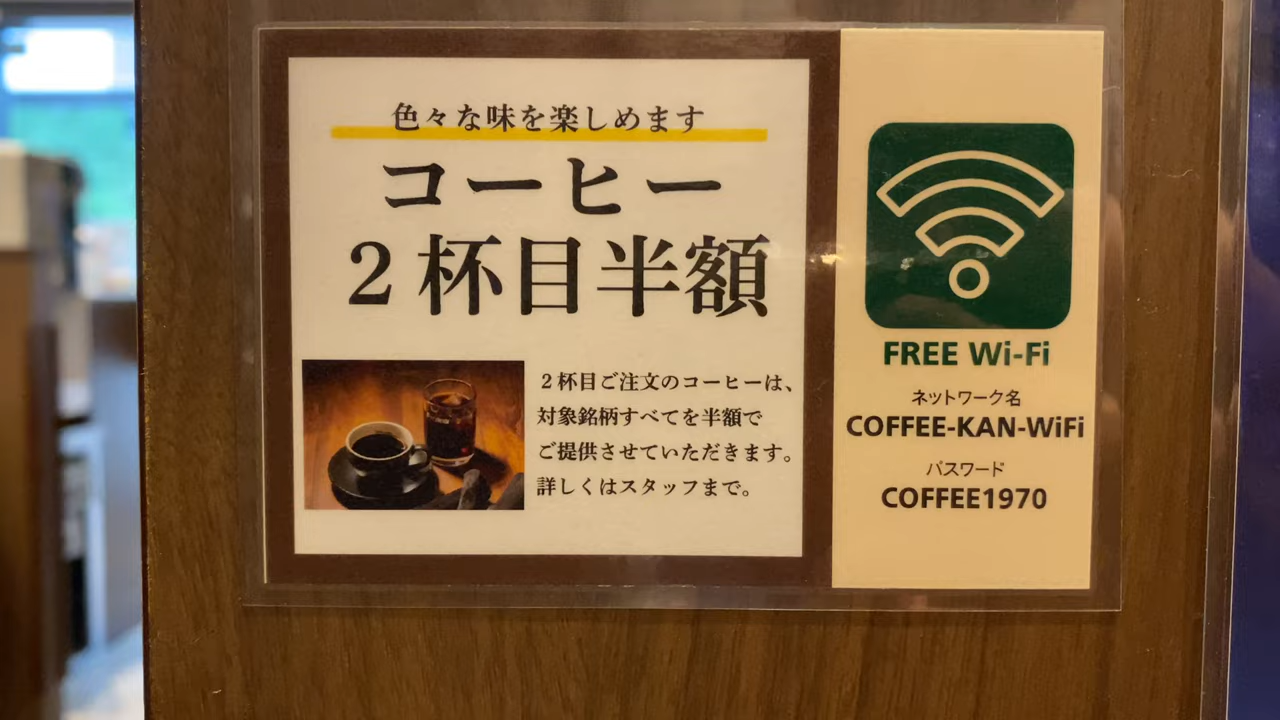 色々な味を楽しめます
コーヒー
2杯目半額
2杯目ご注文のコーヒーは、
対象銘柄すべてを半額で
ご提供させていただきます。
詳しくはスタッフまで。
FREE Wi-Fi
ネットワーク名
COFFEE-KAN-WiFi
パスワード
COFFEE1970